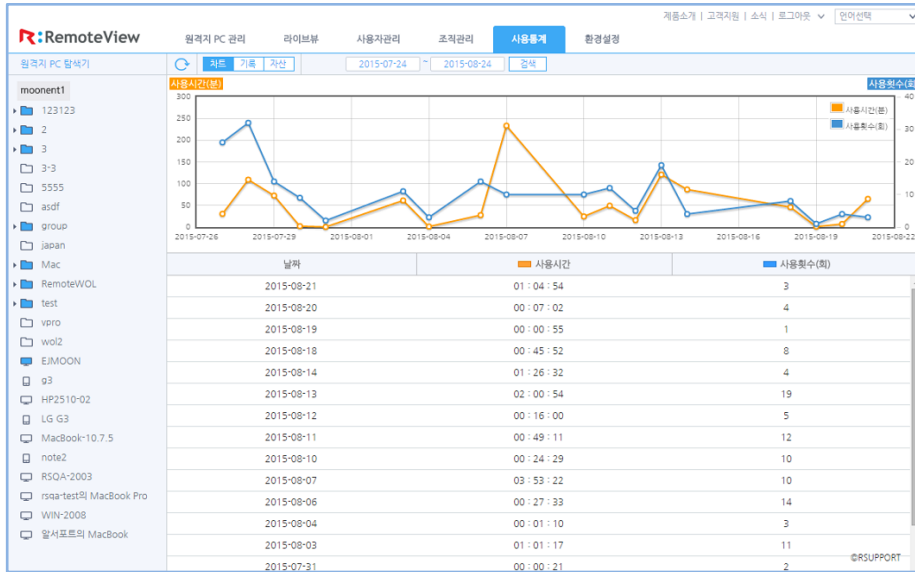 제품소개 | 고객지원 | 소식 | 로그아웃 언어선택
RemoteView 원격지 PC 관리 라이브뷰 사용자관리 조직관리 사용통계 환경설정
원격지 PC 탐색기 차트 기록 자산 2015-07-24 ~ 2015-08-24 검색
moonent1
123123
2
3
3-3
5555
asdf
group
japan
Mac
RemoteWOL
test
vpro
wol2
EJMOON
g3
HP2510-02
LG G3
MacBook-10.7.5
note2
RSQA-2003
rsqa-test의 MacBook Pro
WIN-2008
알서포트의 MacBook
사용시간(분) 사용횟수(회
300 40
250
200 30
150 20
100
50 10
0 0
사용시간(분)
사용횟수(회)
2015-07-26 2015-07-29 2015-08-01 2015-08-04 2015-08-07 2015-08-10 2015-08-13 2015-08-16 2015-08-19 2015-08-22
날짜 사용시간 사용횟수(회)
2015-08-21 01 : 04 : 54 3
2015-08-20 00 : 07 : 02 4
2015-08-19 00 : 00 : 55 1
2015-08-18 00 : 45 : 52 8
2015-08-14 01 : 26 : 32 4
2015-08-13 02 : 00 : 54 19
2015-08-12 00 : 16 : 00 5
2015-08-11 00 : 49 : 11 12
2015-08-10 00 : 24 : 29 10
2015-08-07 03 : 53 : 22 10
2015-08-06 00 : 27 : 33 14
2015-08-04 00 : 01 : 10 3
2015-08-03 01 : 01 : 17 11
2015-07-31 00 : 00 : 21 2
©RSUPPORT